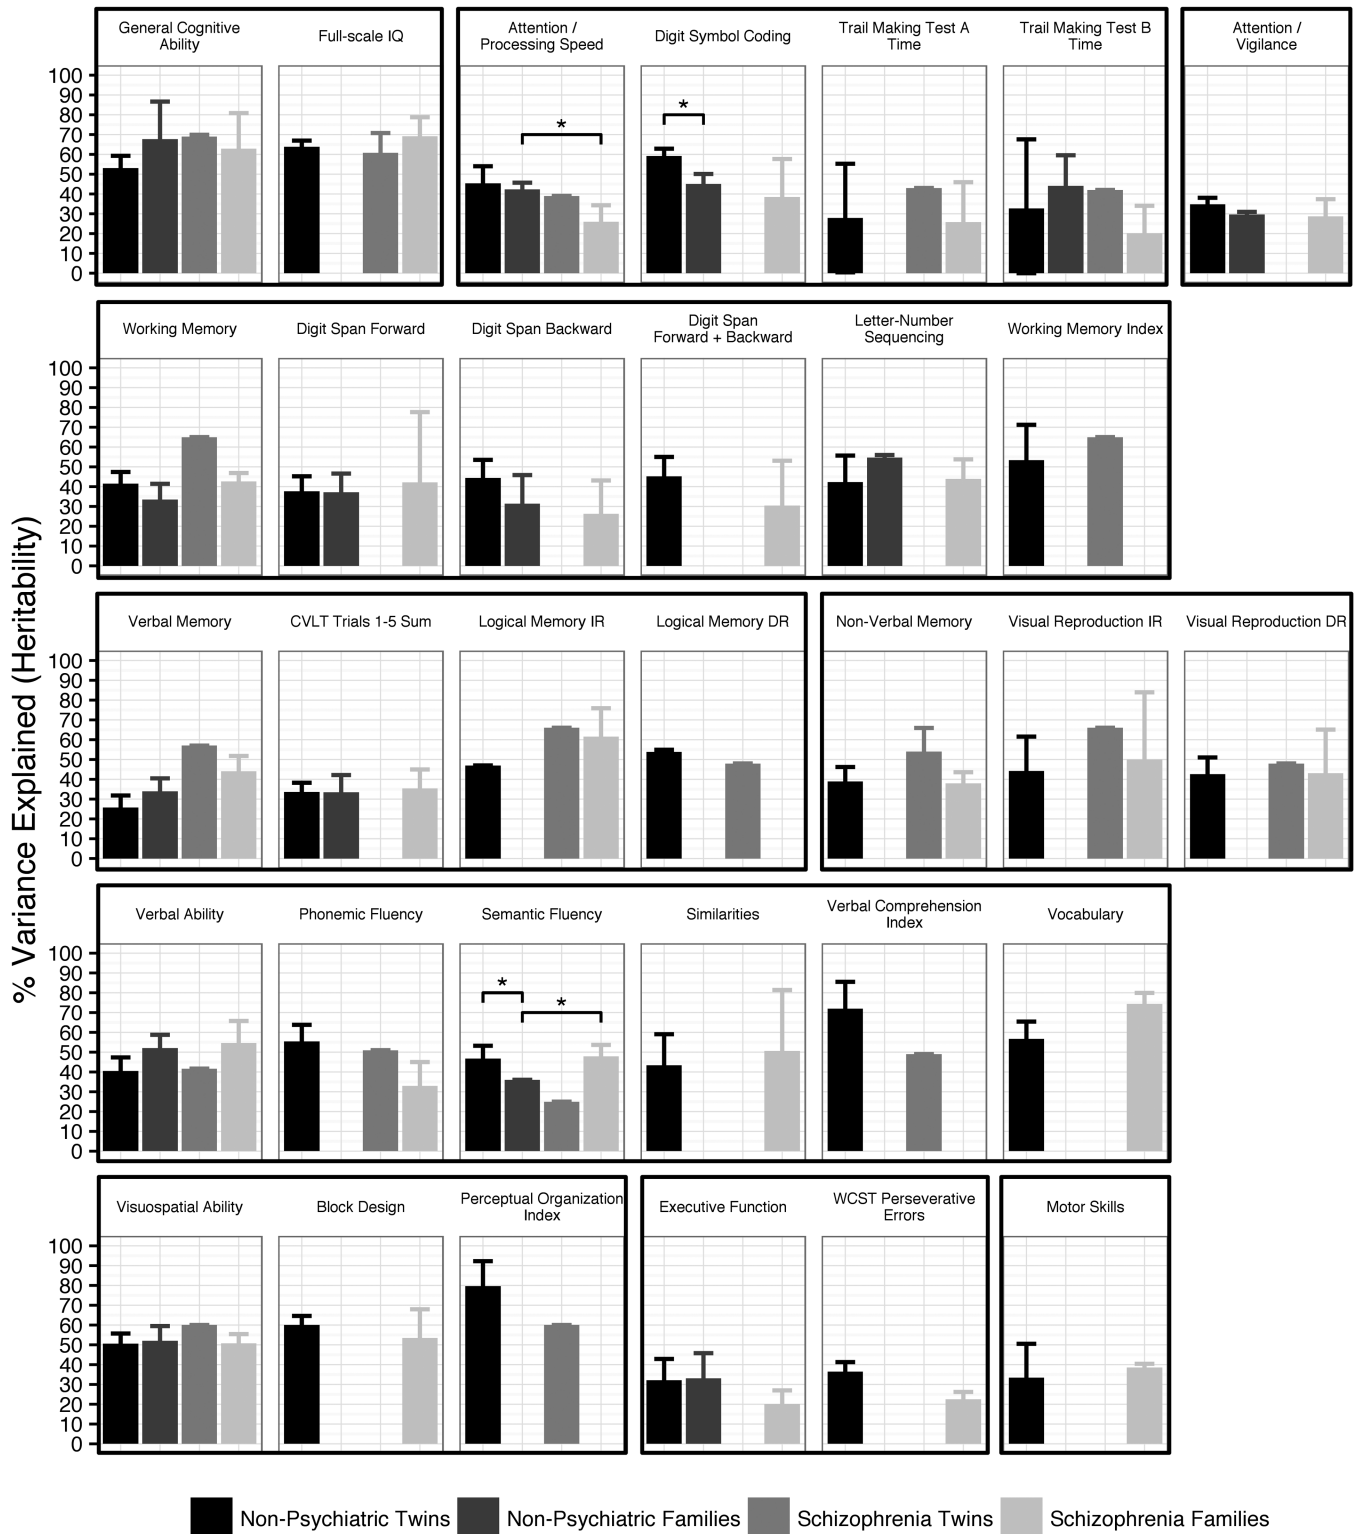 General Cognitive
Ability
Full-scale IQ
Attention /
Processing Speed
Digit Symbol Coding
Trail Making Test A
Time
Trail Making Test B
Time
Attention /
Vigilance
100
90
80
70
60
50
40
30
20
10
0
*
*
Working Memory
Digit Span Forward
Digit Span Backward
Digit Span
Forward + Backward
Letter-Number
Sequencing
Working Memory Index
100
90
80
70
60
50
40
30
20
10
0
% Variance Explained (Heritability)
Verbal Memory
CVLT Trials 1-5 Sum
Logical Memory IR
Logical Memory DR
Non-Verbal Memory
Visual Reproduction IR
Visual Reproduction DR
100
90
80
70
60
50
40
30
20
10
0
Verbal Ability
Phonemic Fluency
Semantic Fluency
Similarities
Verbal Comprehension
Index
Vocabulary
100
90
80
70
60
50
40
30
20
10
0
*
*
Visuospatial Ability
Block Design
Perceptual Organization
Index
Executive Function
WCST Perseverative
Errors
Motor Skills
100
90
80
70
60
50
40
30
20
10
0
Non-Psychiatric Twins
Non-Psychiatric Families
Schizophrenia Twins
Schizophrenia Families